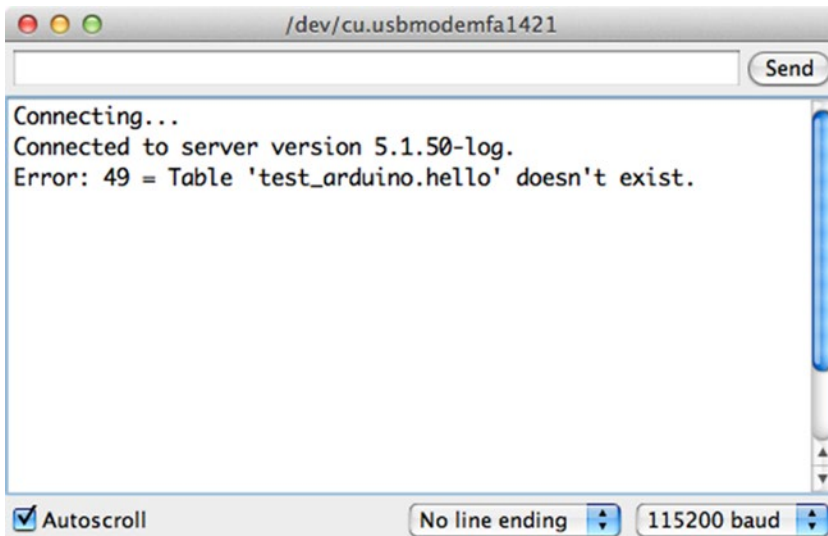 /dev/cu.usbmodemfa1421
Send
Connecting...
Connected to server version 5.1.50-log.
Error: 49 = Table 'test_arduino.hello' doesn't exist.
Autoscroll
No line ending
115200 baud